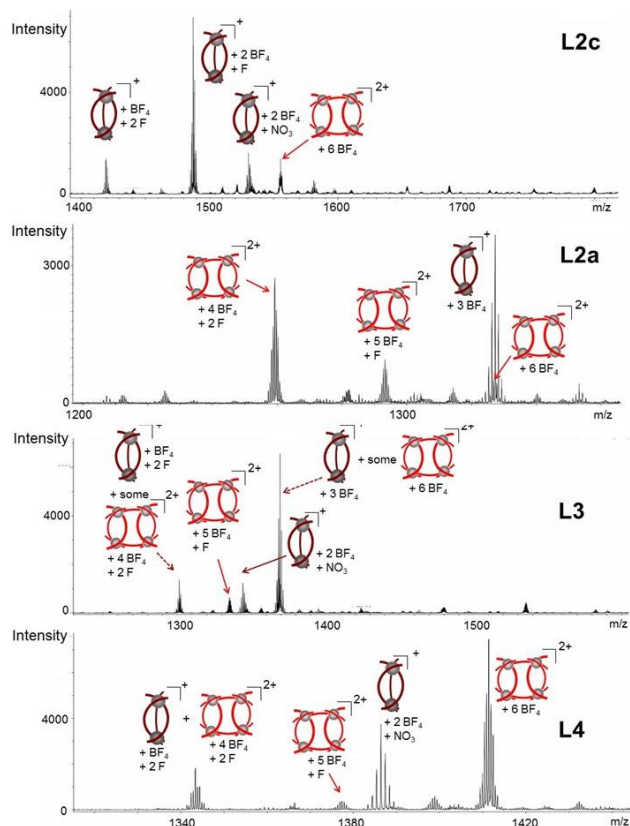 Intensity
L2c
4000
0
+
+ BF4
+ 2 F
+
+ 2 BF4
+ F
+
+ 2 BF4
+ NO3
2+
+ 6 BF4
1400
1500
1600
1700
m/z
Intensity
L2a
3000
0
2+
+ 4 BF4
+ 2 F
2+
+ 5 BF4
+ F
+
+ 3 BF4
2+
+ 6 BF4
1200
1300
m/z
Intensity
L3
4000
0
+
+ BF4
+ 2 F
+ some
2+
+ 4 BF4
+ 2 F
2+
+ 5 BF4
+ F
+
+ 2 BF4
+ NO3
+ 3 BF4
+ some
2+
+ 6 BF4
1300
1400
1500
m/z
Intensity
L4
4000
0
+
+ BF4
+ 2 F
+
2+
+ 4 BF4
+ 2 F
2+
+ 5 BF4
+ F
+
+ 2 BF4
+ NO3
2+
+ 6 BF4
1340
1380
1420
m/z